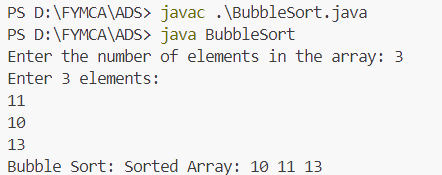 PS D:\FYMCA\ADS> javac .\BubbleSort.java
PS D:\FYMCA\ADS> java BubbleSort
Enter the number of elements in the array: 3
Enter 3 elements:
11
10
13
Bubble Sort: Sorted Array: 10 11 13